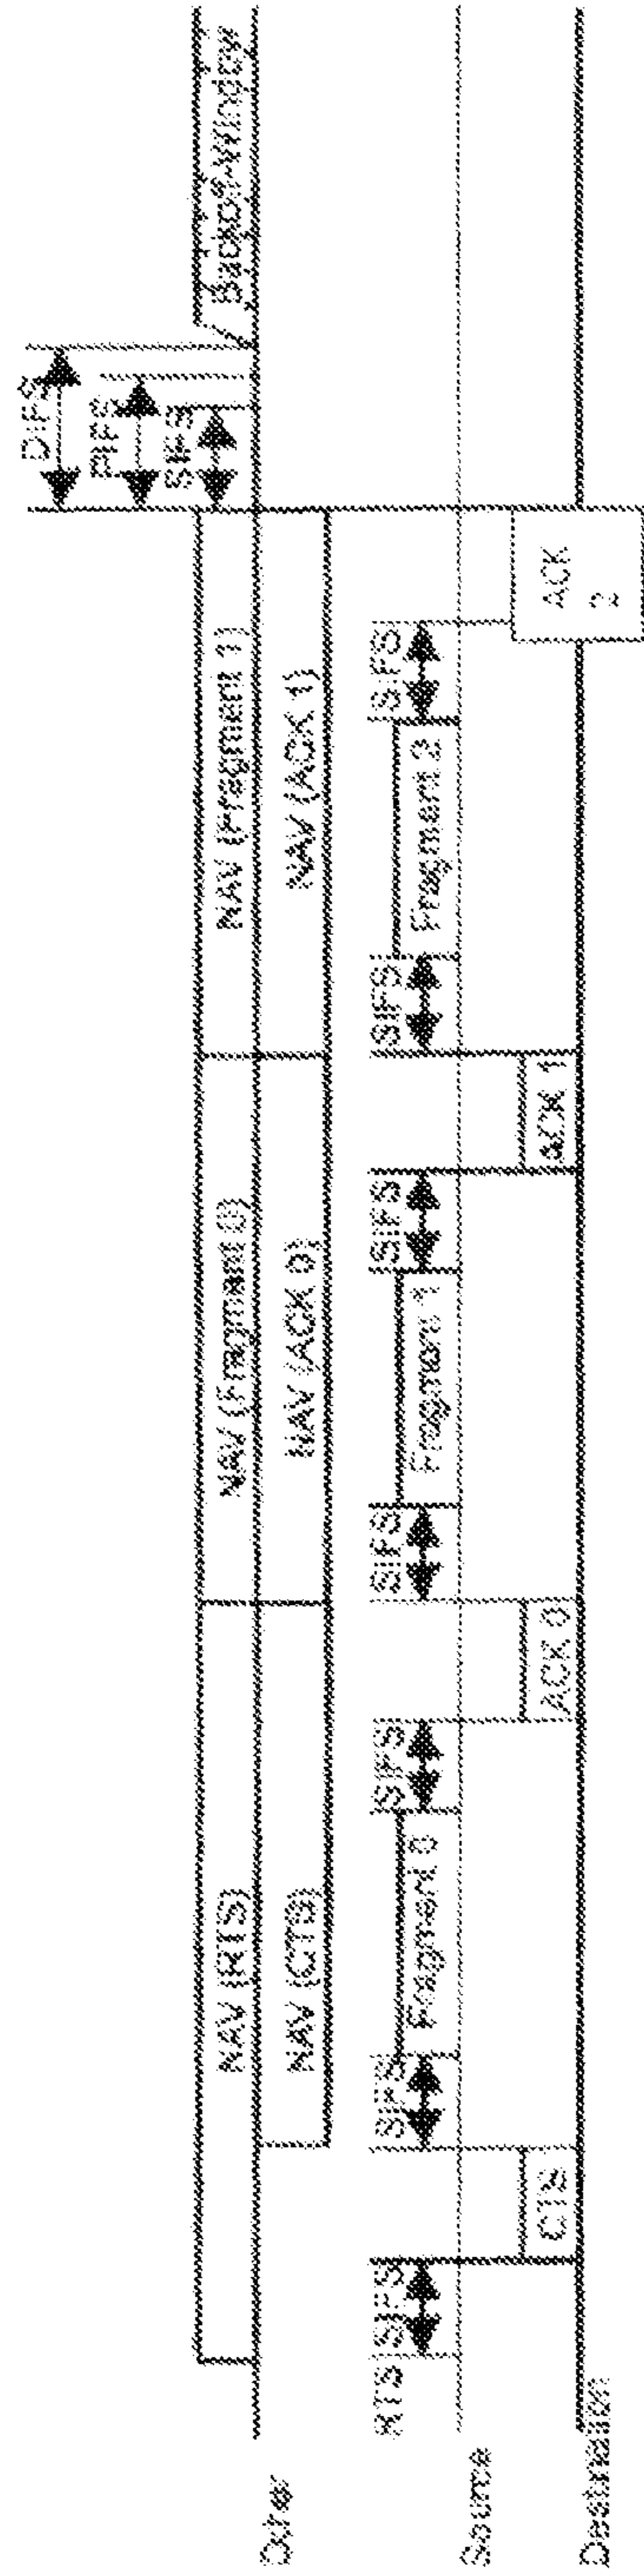 DIFS
PIFS
SIFS
Backoff-Window
NAV (RTS) NAV (Fragment 0) NAV (Fragment 1)
Other
NAV (CTS) NAV (ACK 0) NAV (ACK 1)
RTS SIFS SIFS Fragment 0 SIFS SIFS Fragment 1 SIFS SIFS Fragment 2 SIFS
Source
CTS ACK 0 ACK 1 ACK 2
Destination